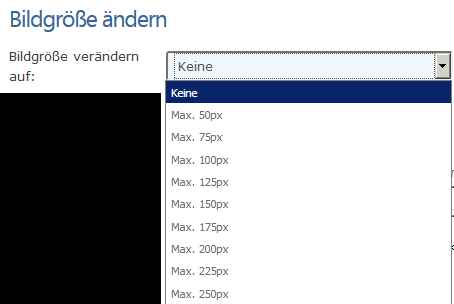 Bildgröße ändern
Bildgröße verändern
auf:
Keine
Keine
Max. 50px
Max. 75px
Max. 100px
Max. 125px
Max. 150px
Max. 175px
Max. 200px
Max. 225px
Max. 250px